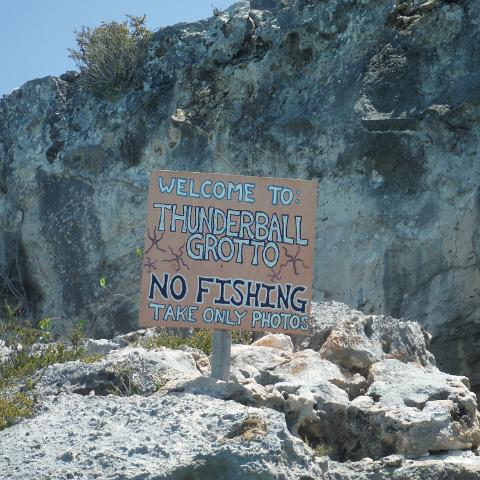 WELCOME TO:
THUNDERBALL
GROTTO
NO FISHING
TAKE ONLY PHOTOS